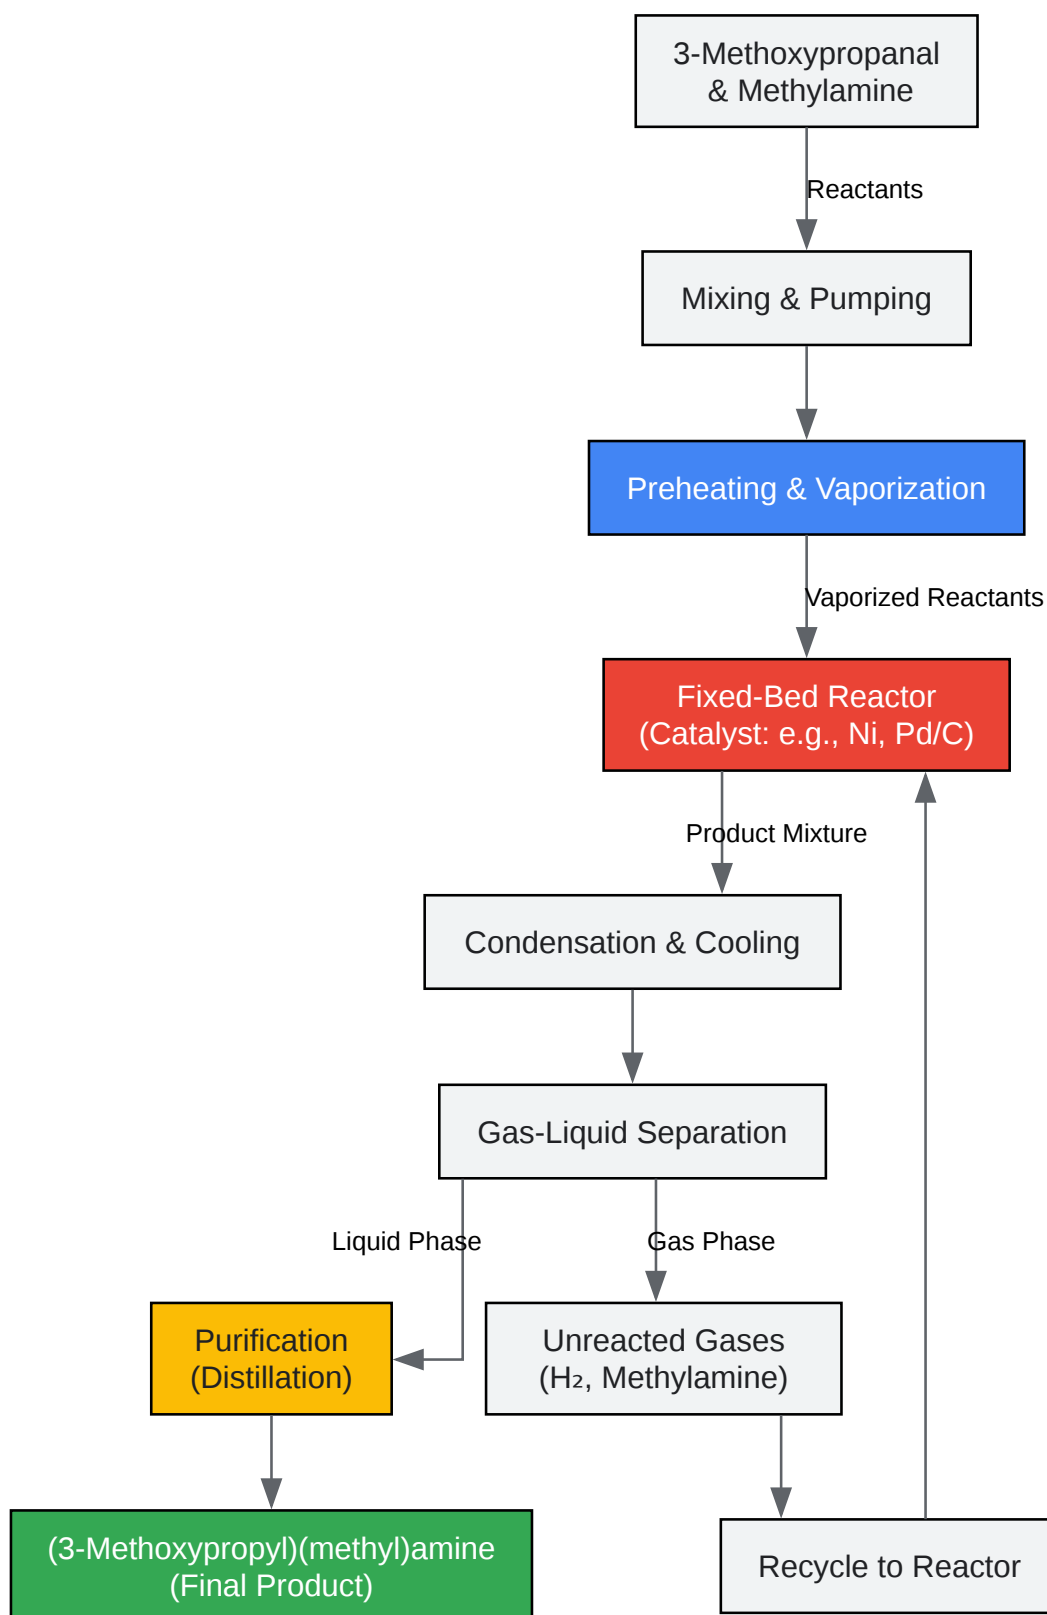 3-Methoxypropanal
& Methylamine
Reactants
Mixing & Pumping
Preheating & Vaporization
Vaporized Reactants
Fixed-Bed Reactor
(Catalyst: e.g., Ni, Pd/C)
Product Mixture
Condensation & Cooling
Gas-Liquid Separation
Liquid Phase
Gas Phase
Purification
(Distillation)
Unreacted Gases
(H₂, Methylamine)
(3-Methoxypropyl)(methyl)amine
(Final Product)
Recycle to Reactor